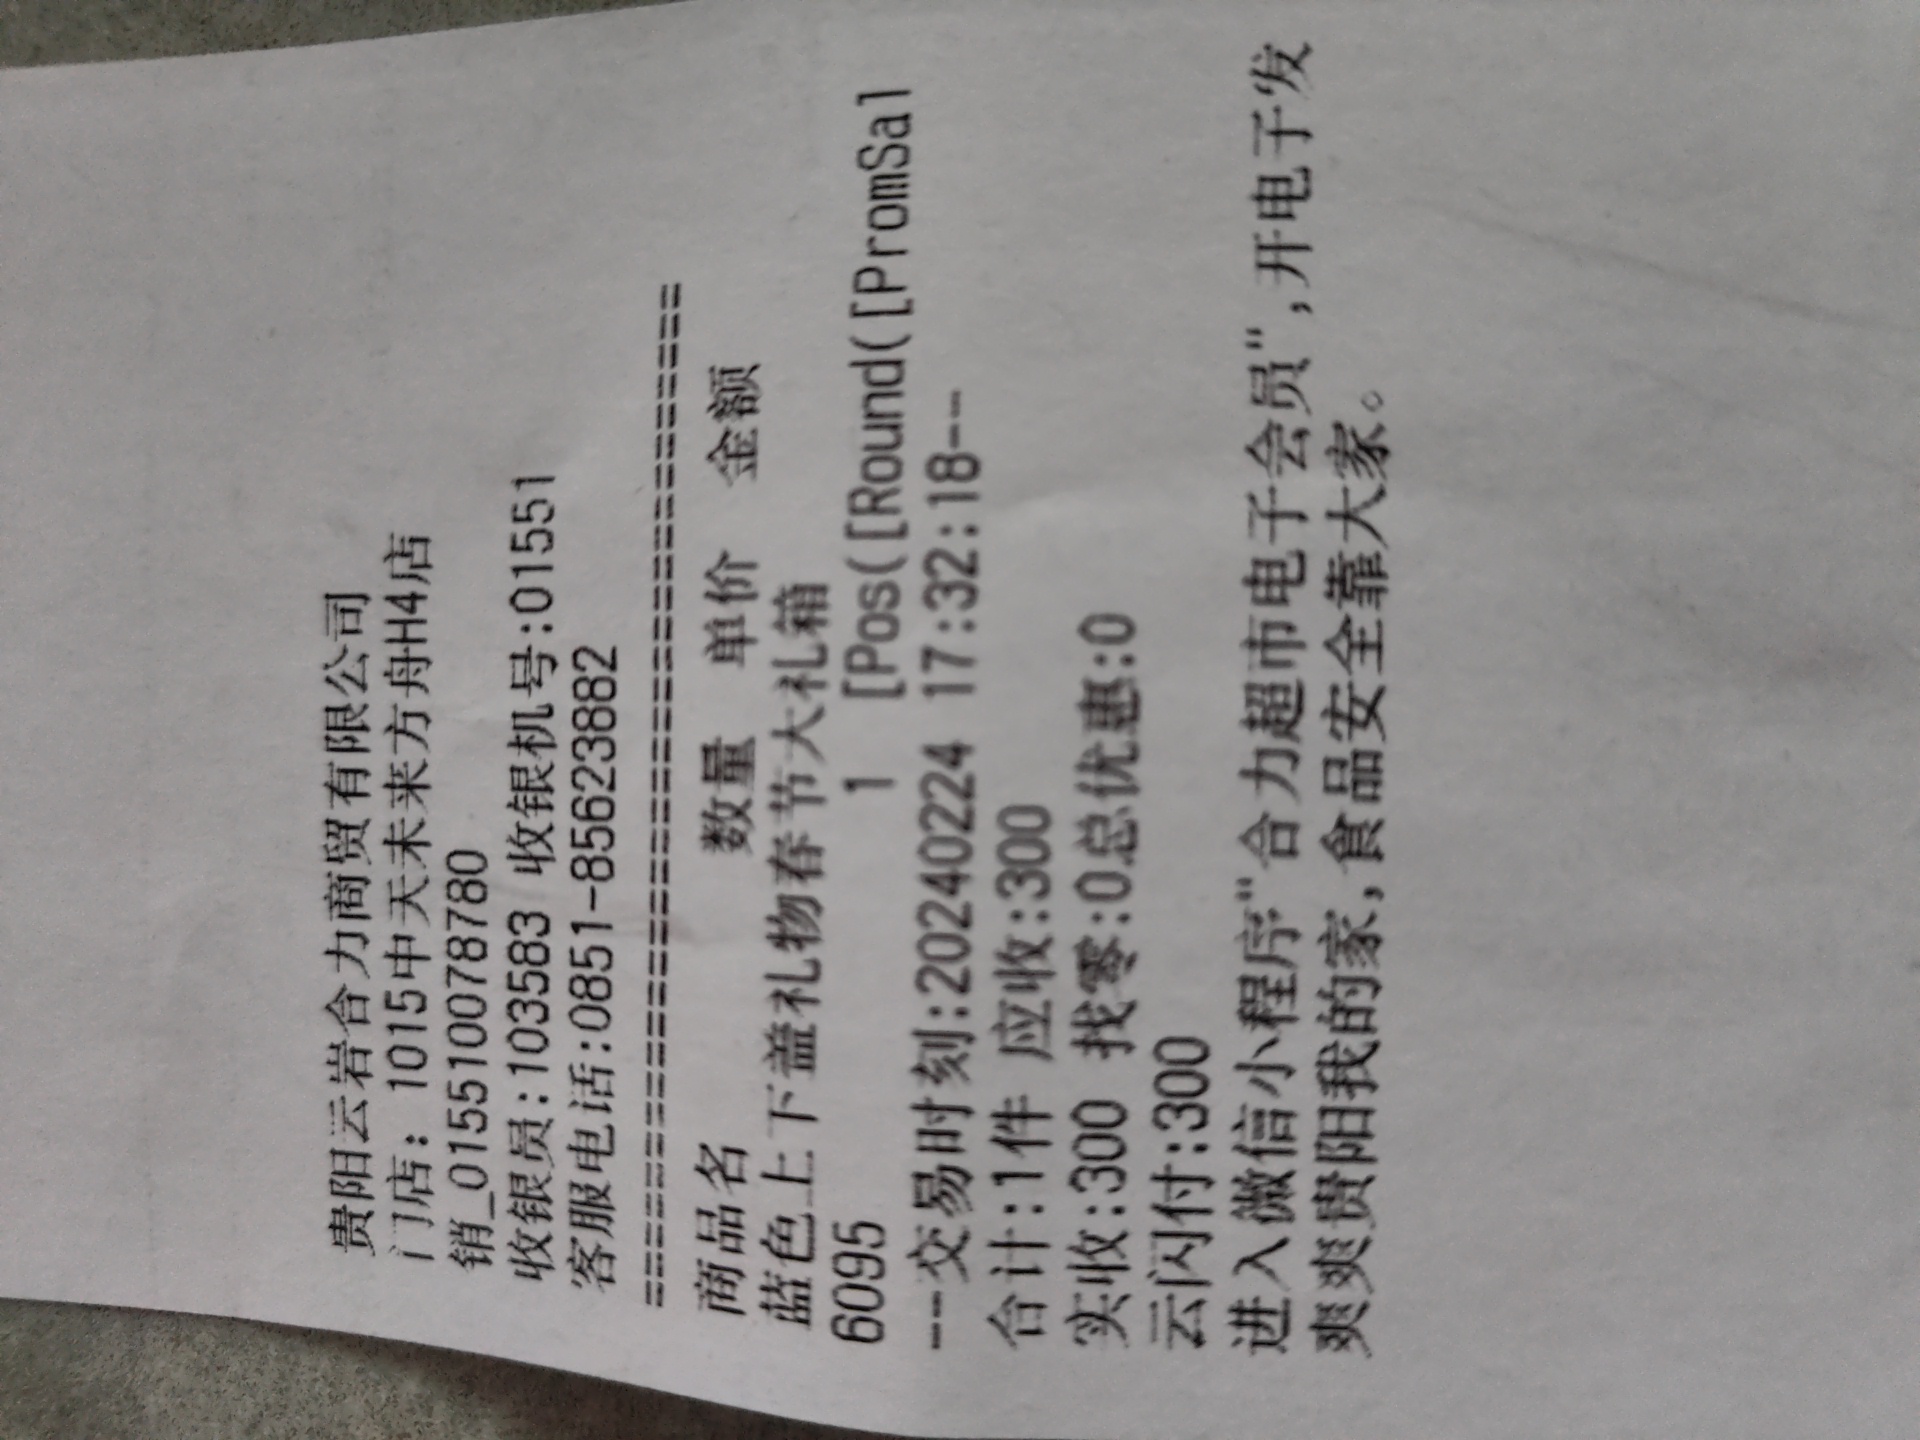 贵阳云岩合力商贸有限公司
门店: 1015中天未来方舟H4店
销_015510078780
收银员:103583 收银机号:01551
客服电话:0851-85623882
========================================
商品名 数量 单价 金额
蓝色上下盖礼物春节大礼箱
6095 1 [Pos([Round([PromSal
---交易时刻:20240224 17:32:18---
合计:1件 应收:300
实收:300 找零:0总优惠:0
云闪付:300
进入微信小程序"合力超市电子会员",开电子发
爽爽贵阳我的家,食品安全靠大家。